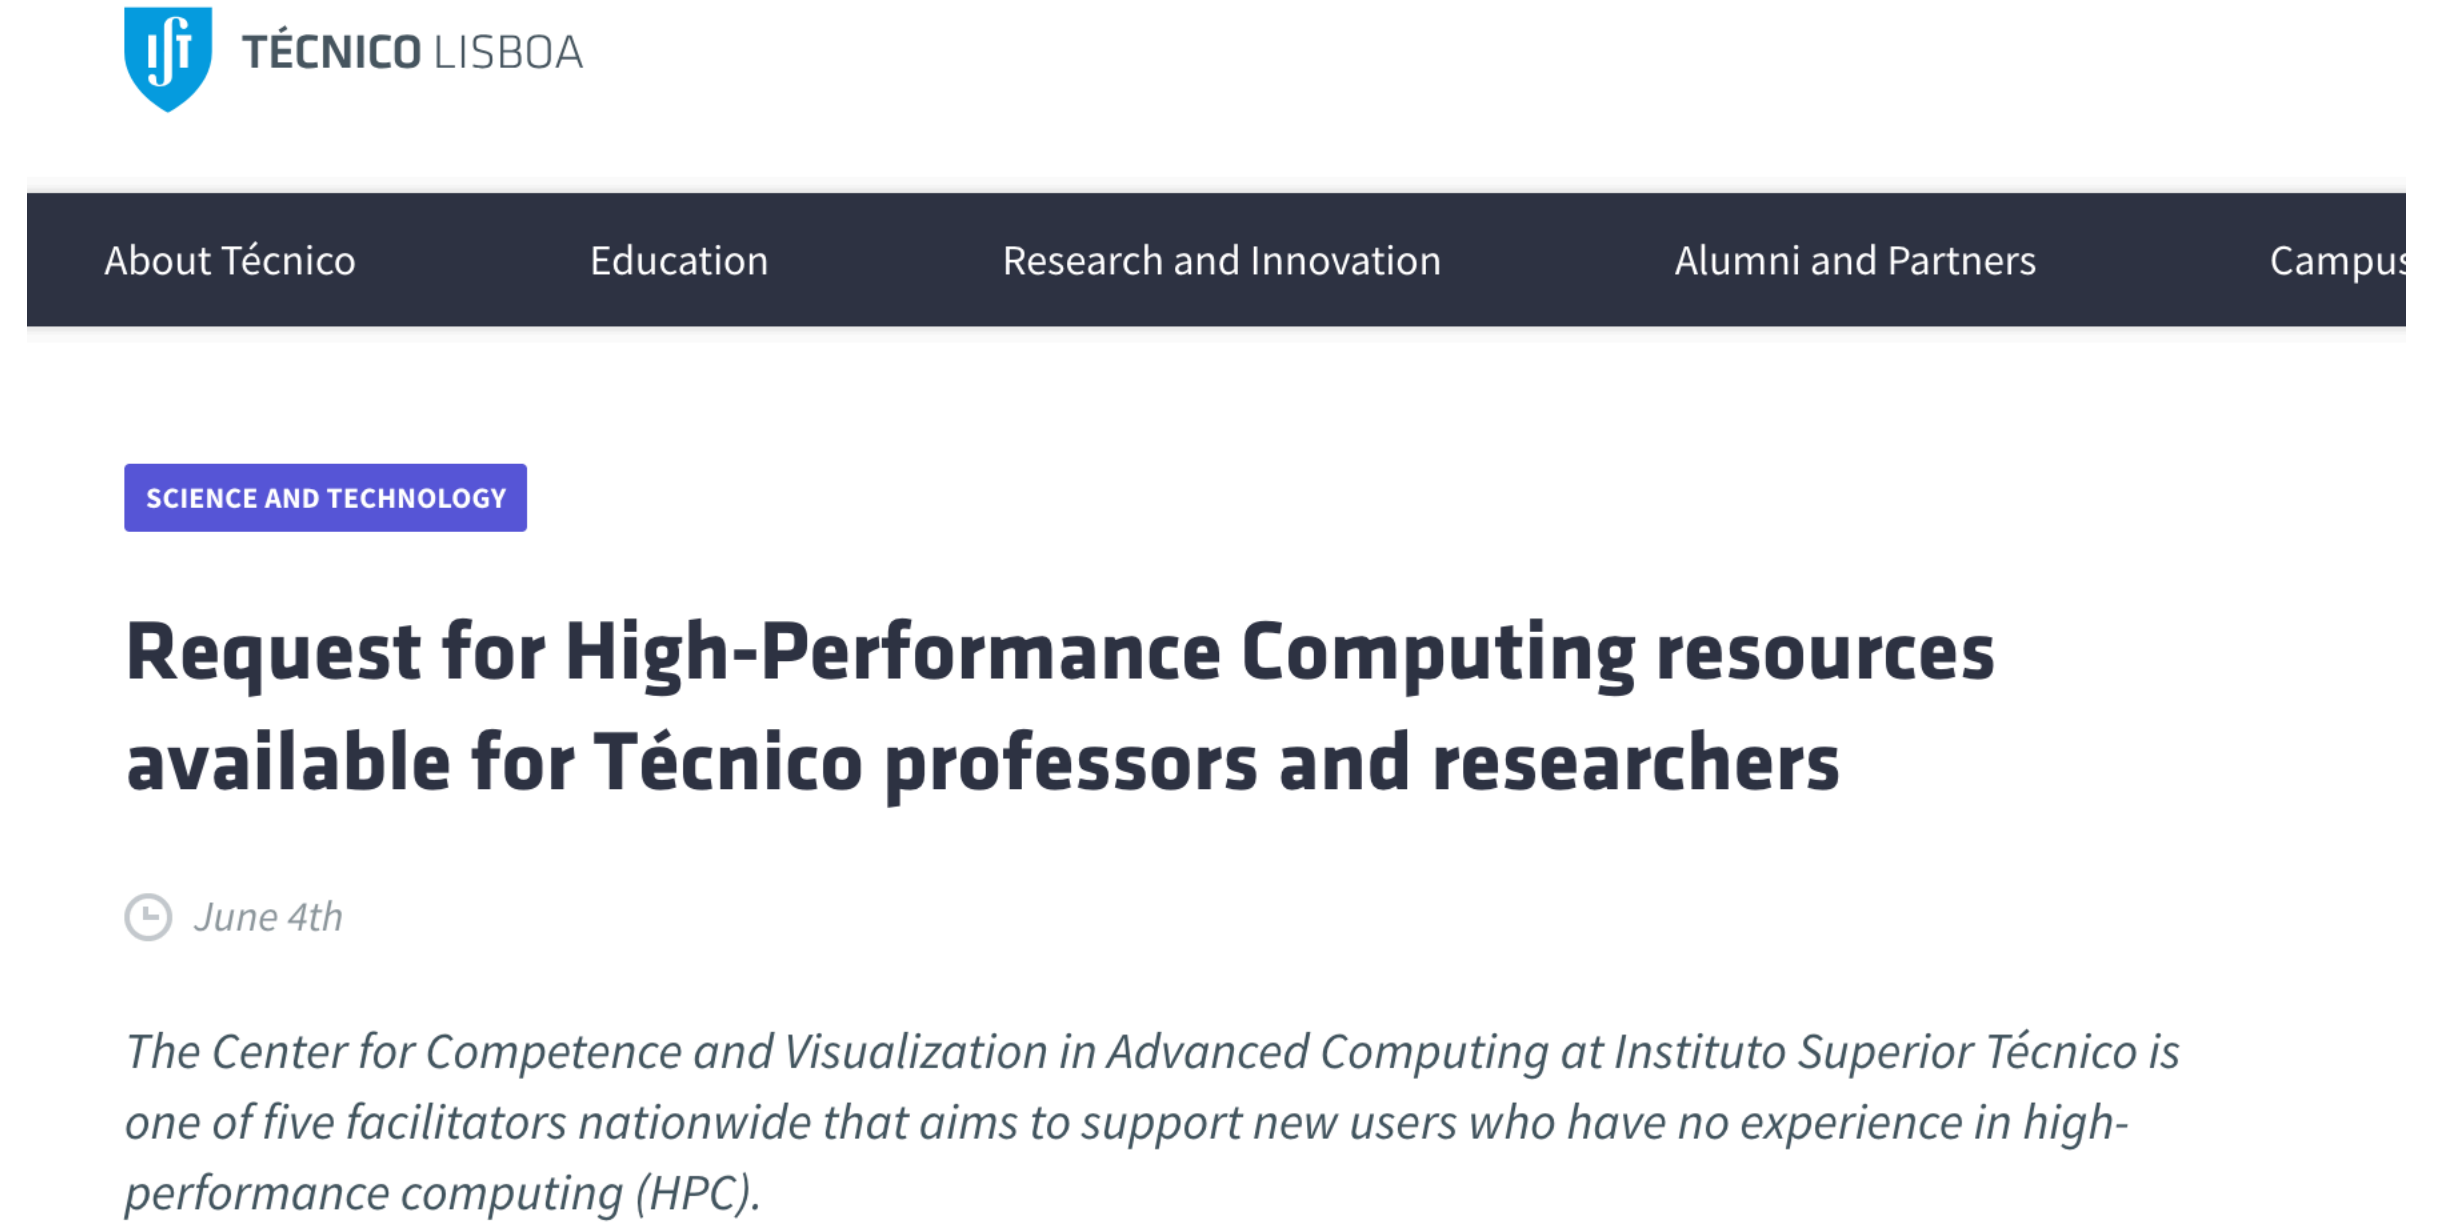 IST
TÉCNICO LISBOA
About Técnico
Education
Research and Innovation
Alumni and Partners
Campus
SCIENCE AND TECHNOLOGY
Request for High-Performance Computing resources
available for Técnico professors and researchers
June 4th
The Center for Competence and Visualization in Advanced Computing at Instituto Superior Técnico is
one of five facilitators nationwide that aims to support new users who have no experience in high-
performance computing (HPC).